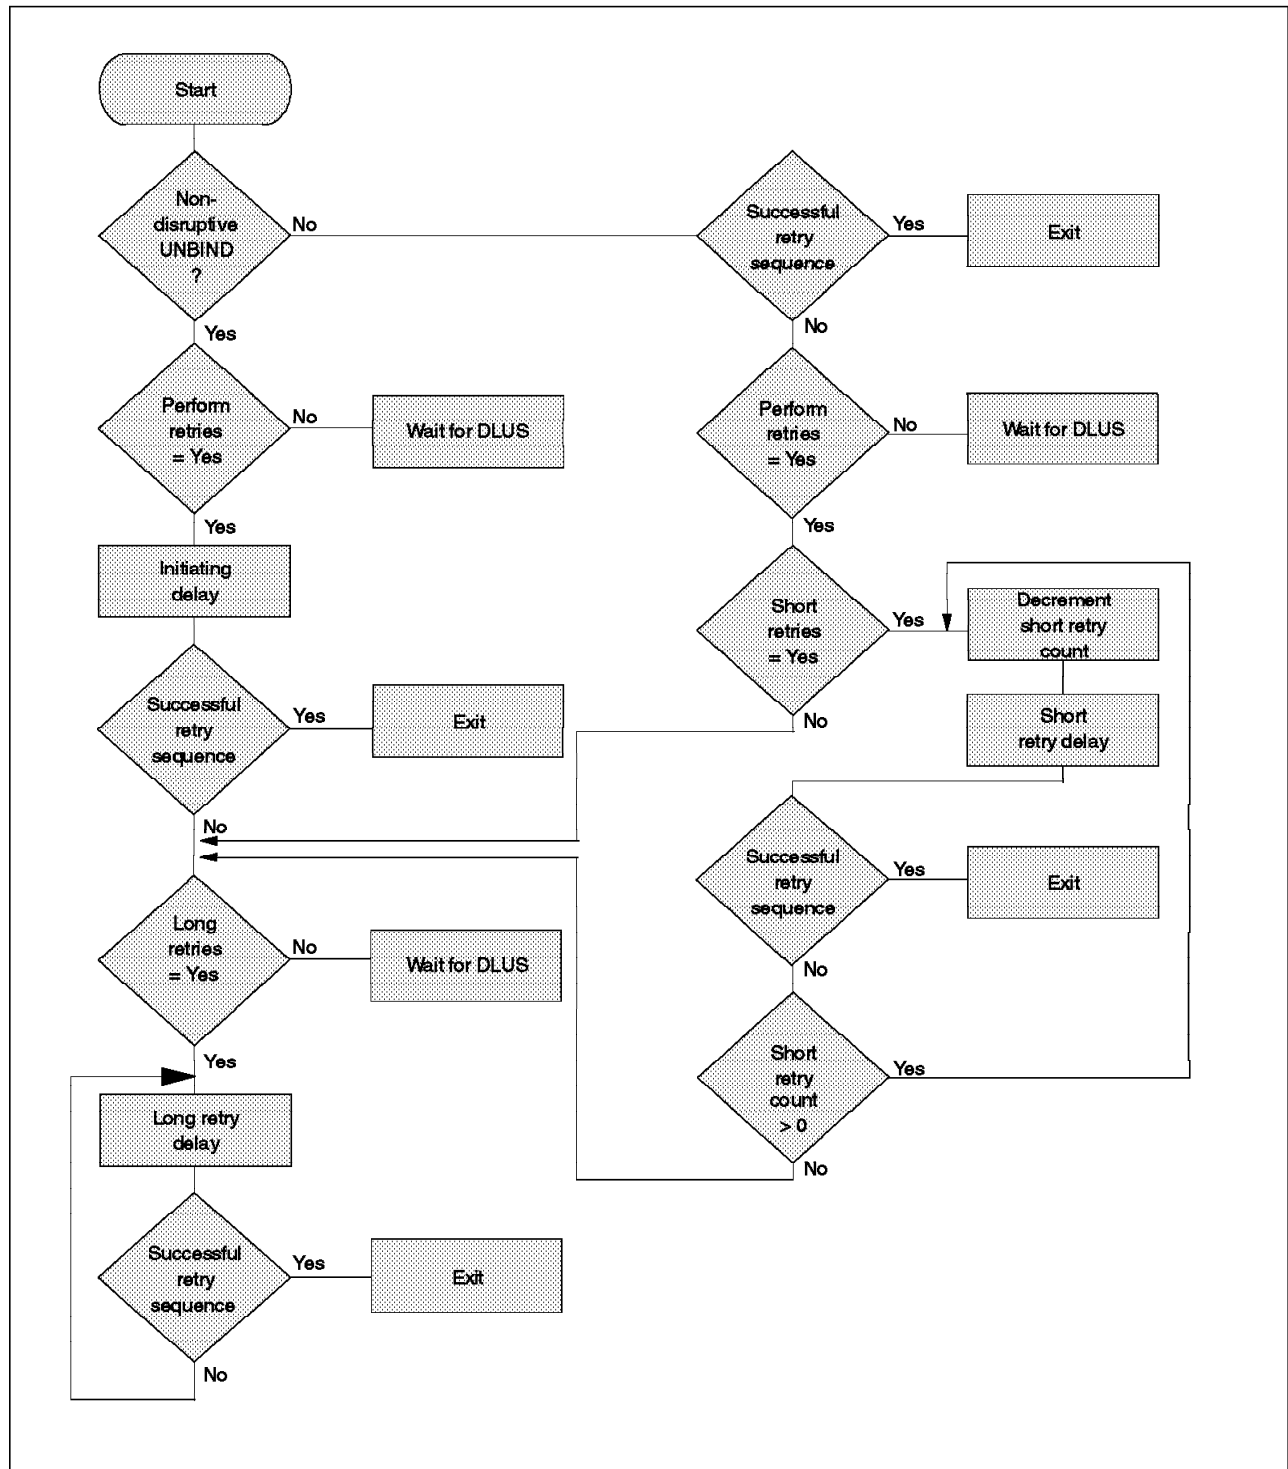 Start
Non-
disruptive
UNBIND
?
No
Yes
Perform
retries
= Yes
No
Wait for DLUS
Yes
Initiating
delay
Successful
retry
sequence
Yes
Exit
No
Long
retries
= Yes
No
Wait for DLUS
Yes
Long retry
delay
Successful
retry
sequence
Yes
Exit
No
Successful
retry
sequence
Yes
Exit
No
Perform
retries
= Yes
No
Wait for DLUS
Yes
Short
retries
= Yes
Yes
No
Decrement
short retry
count
Short
retry delay
Successful
retry
sequence
Yes
Exit
No
Short
retry
count
> 0
Yes
No